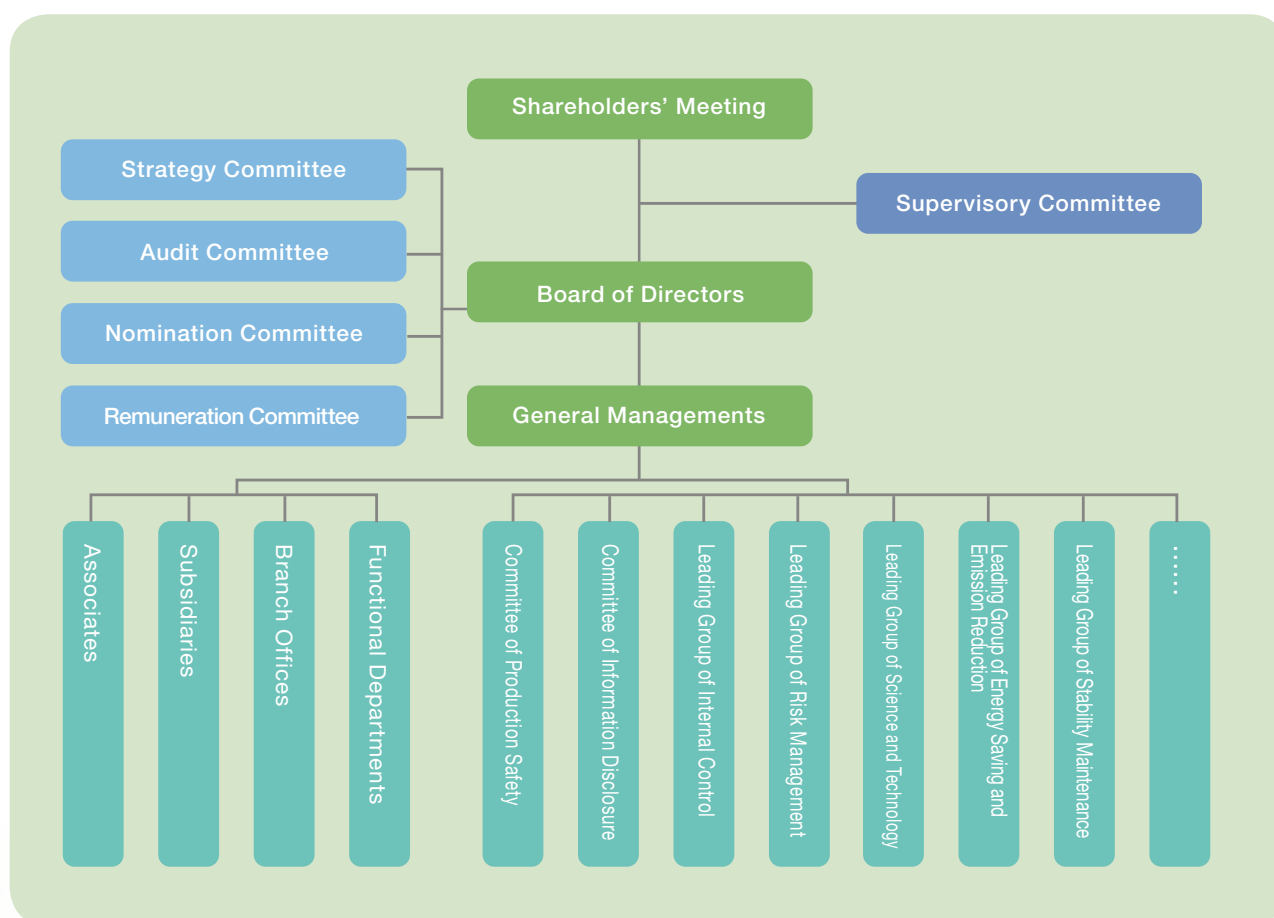 Shareholders’ Meeting
Strategy Committee
Supervisory Committee
Audit Committee
Board of Directors
Nomination Committee
Remuneration Committee
General Managements
Associates
Subsidiaries
Branch Offices
Functional Departments
Committee of Production Safety
Committee of Information Disclosure
Leading Group of Internal Control
Leading Group of Risk Management
Leading Group of Science and Technology
Leading Group of Energy Saving and
Emission Reduction
Leading Group of Stability Maintenance
……